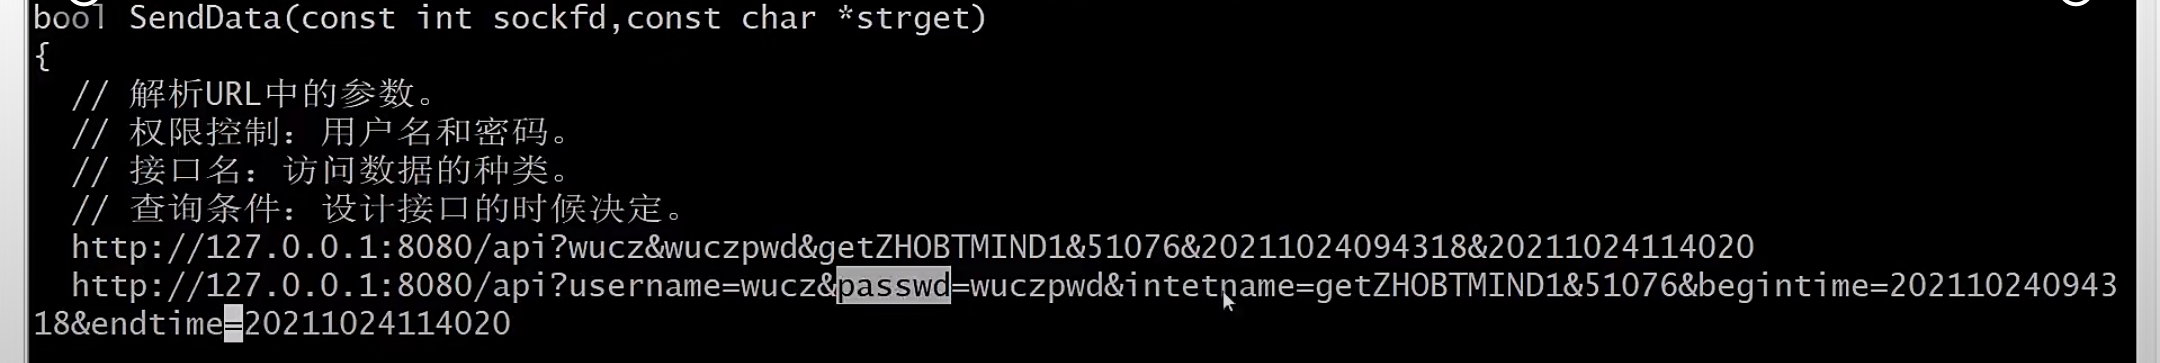 bool SendData(const int sockfd,const char *strget)
{
// 解析URL中的参数。
// 权限控制：用户名和密码。
// 接口名：访问数据的种类。
// 查询条件：设计接口的时候决定。
http://127.0.0.1:8080/api?wucz&wuczpwd&getZHOBTMIND1&51076&20211024094318&20211024114020
http://127.0.0.1:8080/api?username=wucz&passwd=wuczpwd&intetname=getZHOBTMIND1&51076&begintime=202110240943
18&endtime=20211024114020